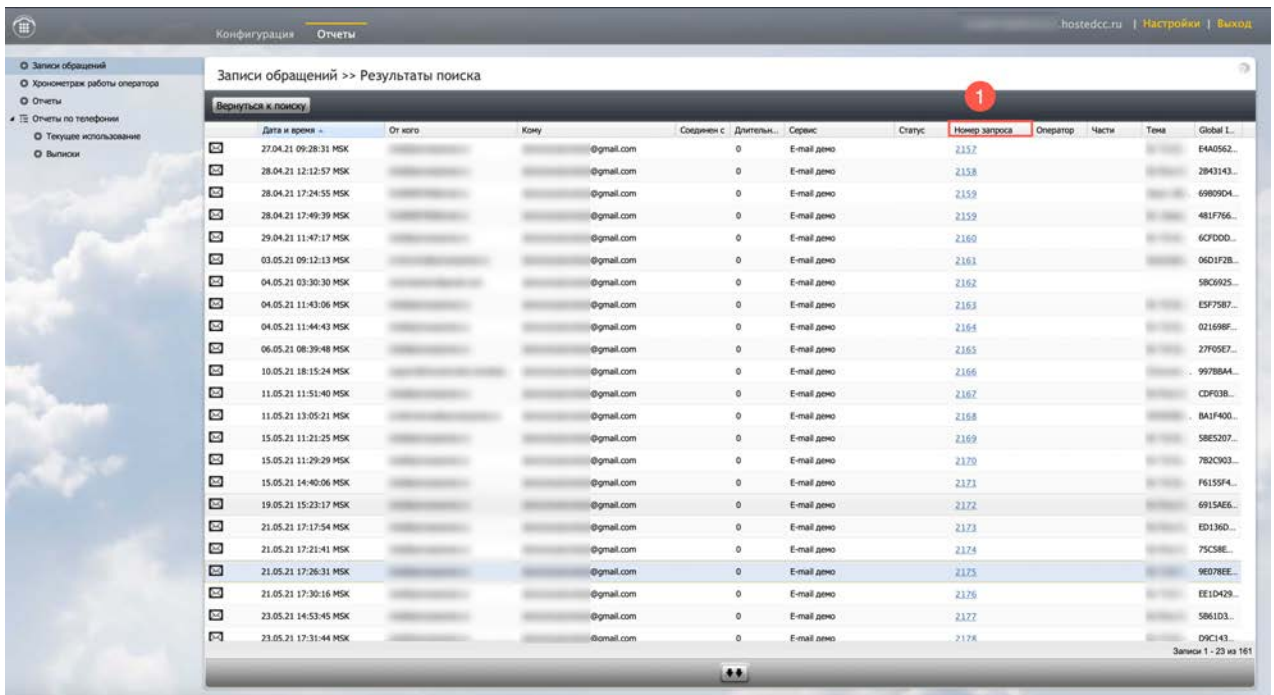 .hostedcc.ru | Настройки | Выход
Конфигурация Отчеты
Записи обращений
Хронометраж работы оператора
Отчеты
Отчеты по телефонии
Текущее использование
Выписки
Записи обращений >> Результаты поиска
1
Вернуться к поиску
Дата и время От кого Кому Соединен с Длительн... Сервис Статус Номер запроса Оператор Части Тема Global I...
27.04.21 09:28:31 MSK @gmail.com 0 E-mail демо 2157 E4A0562...
28.04.21 12:12:57 MSK @gmail.com 0 E-mail демо 2158 2B43143...
28.04.21 17:24:55 MSK @gmail.com 0 E-mail демо 2159 69809D4...
28.04.21 17:49:39 MSK @gmail.com 0 E-mail демо 2159 481F766...
29.04.21 11:47:17 MSK @gmail.com 0 E-mail демо 2160 6CFDDD...
03.05.21 09:12:13 MSK @gmail.com 0 E-mail демо 2161 06D1F2B...
04.05.21 03:30:30 MSK @gmail.com 0 E-mail демо 2162 5BC6925...
04.05.21 11:43:06 MSK @gmail.com 0 E-mail демо 2163 E5F75B7...
04.05.21 11:44:43 MSK @gmail.com 0 E-mail демо 2164 021698F...
06.05.21 08:39:48 MSK @gmail.com 0 E-mail демо 2165 27F05E7...
10.05.21 18:15:24 MSK @gmail.com 0 E-mail демо 2166 997BBA4...
11.05.21 11:51:40 MSK @gmail.com 0 E-mail демо 2167 CDF03B...
11.05.21 13:05:21 MSK @gmail.com 0 E-mail демо 2168 BA1F400...
15.05.21 11:21:25 MSK @gmail.com 0 E-mail демо 2169 58E5207...
15.05.21 11:29:29 MSK @gmail.com 0 E-mail демо 2170 7B2C903...
15.05.21 14:40:06 MSK @gmail.com 0 E-mail демо 2171 F6155F4...
19.05.21 15:23:17 MSK @gmail.com 0 E-mail демо 2172 6915AE6...
21.05.21 17:17:54 MSK @gmail.com 0 E-mail демо 2173 ED136D...
21.05.21 17:21:41 MSK @gmail.com 0 E-mail демо 2174 75C58E...
21.05.21 17:26:31 MSK @gmail.com 0 E-mail демо 2175 9E078EE...
21.05.21 17:30:16 MSK @gmail.com 0 E-mail демо 2176 EE1D429...
23.05.21 14:53:45 MSK @gmail.com 0 E-mail демо 2177 5B61D3...
23.05.21 17:31:44 MSK @gmail.com 0 E-mail демо 2178 D9C143...
Записи 1 - 23 из 161